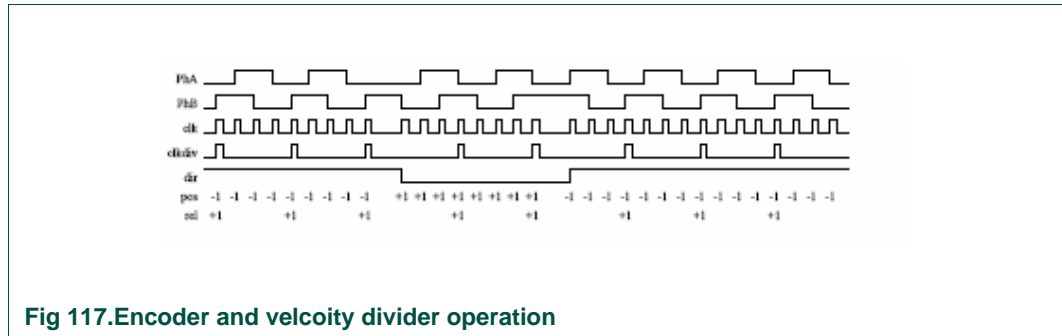 PhA
PhB
clk
clkdiv
dir
pos -1 -1 -1 -1 -1 -1 -1 -1 -1 +1 +1 +1 +1 +1 +1 +1 +1 -1 -1 -1 -1 -1 -1 -1 -1 -1 -1 -1 -1 -1 -1 -1
vel +1 +1 +1 +1 +1 +1 +1 +1
Fig 117.Encoder and velcoity divider operation